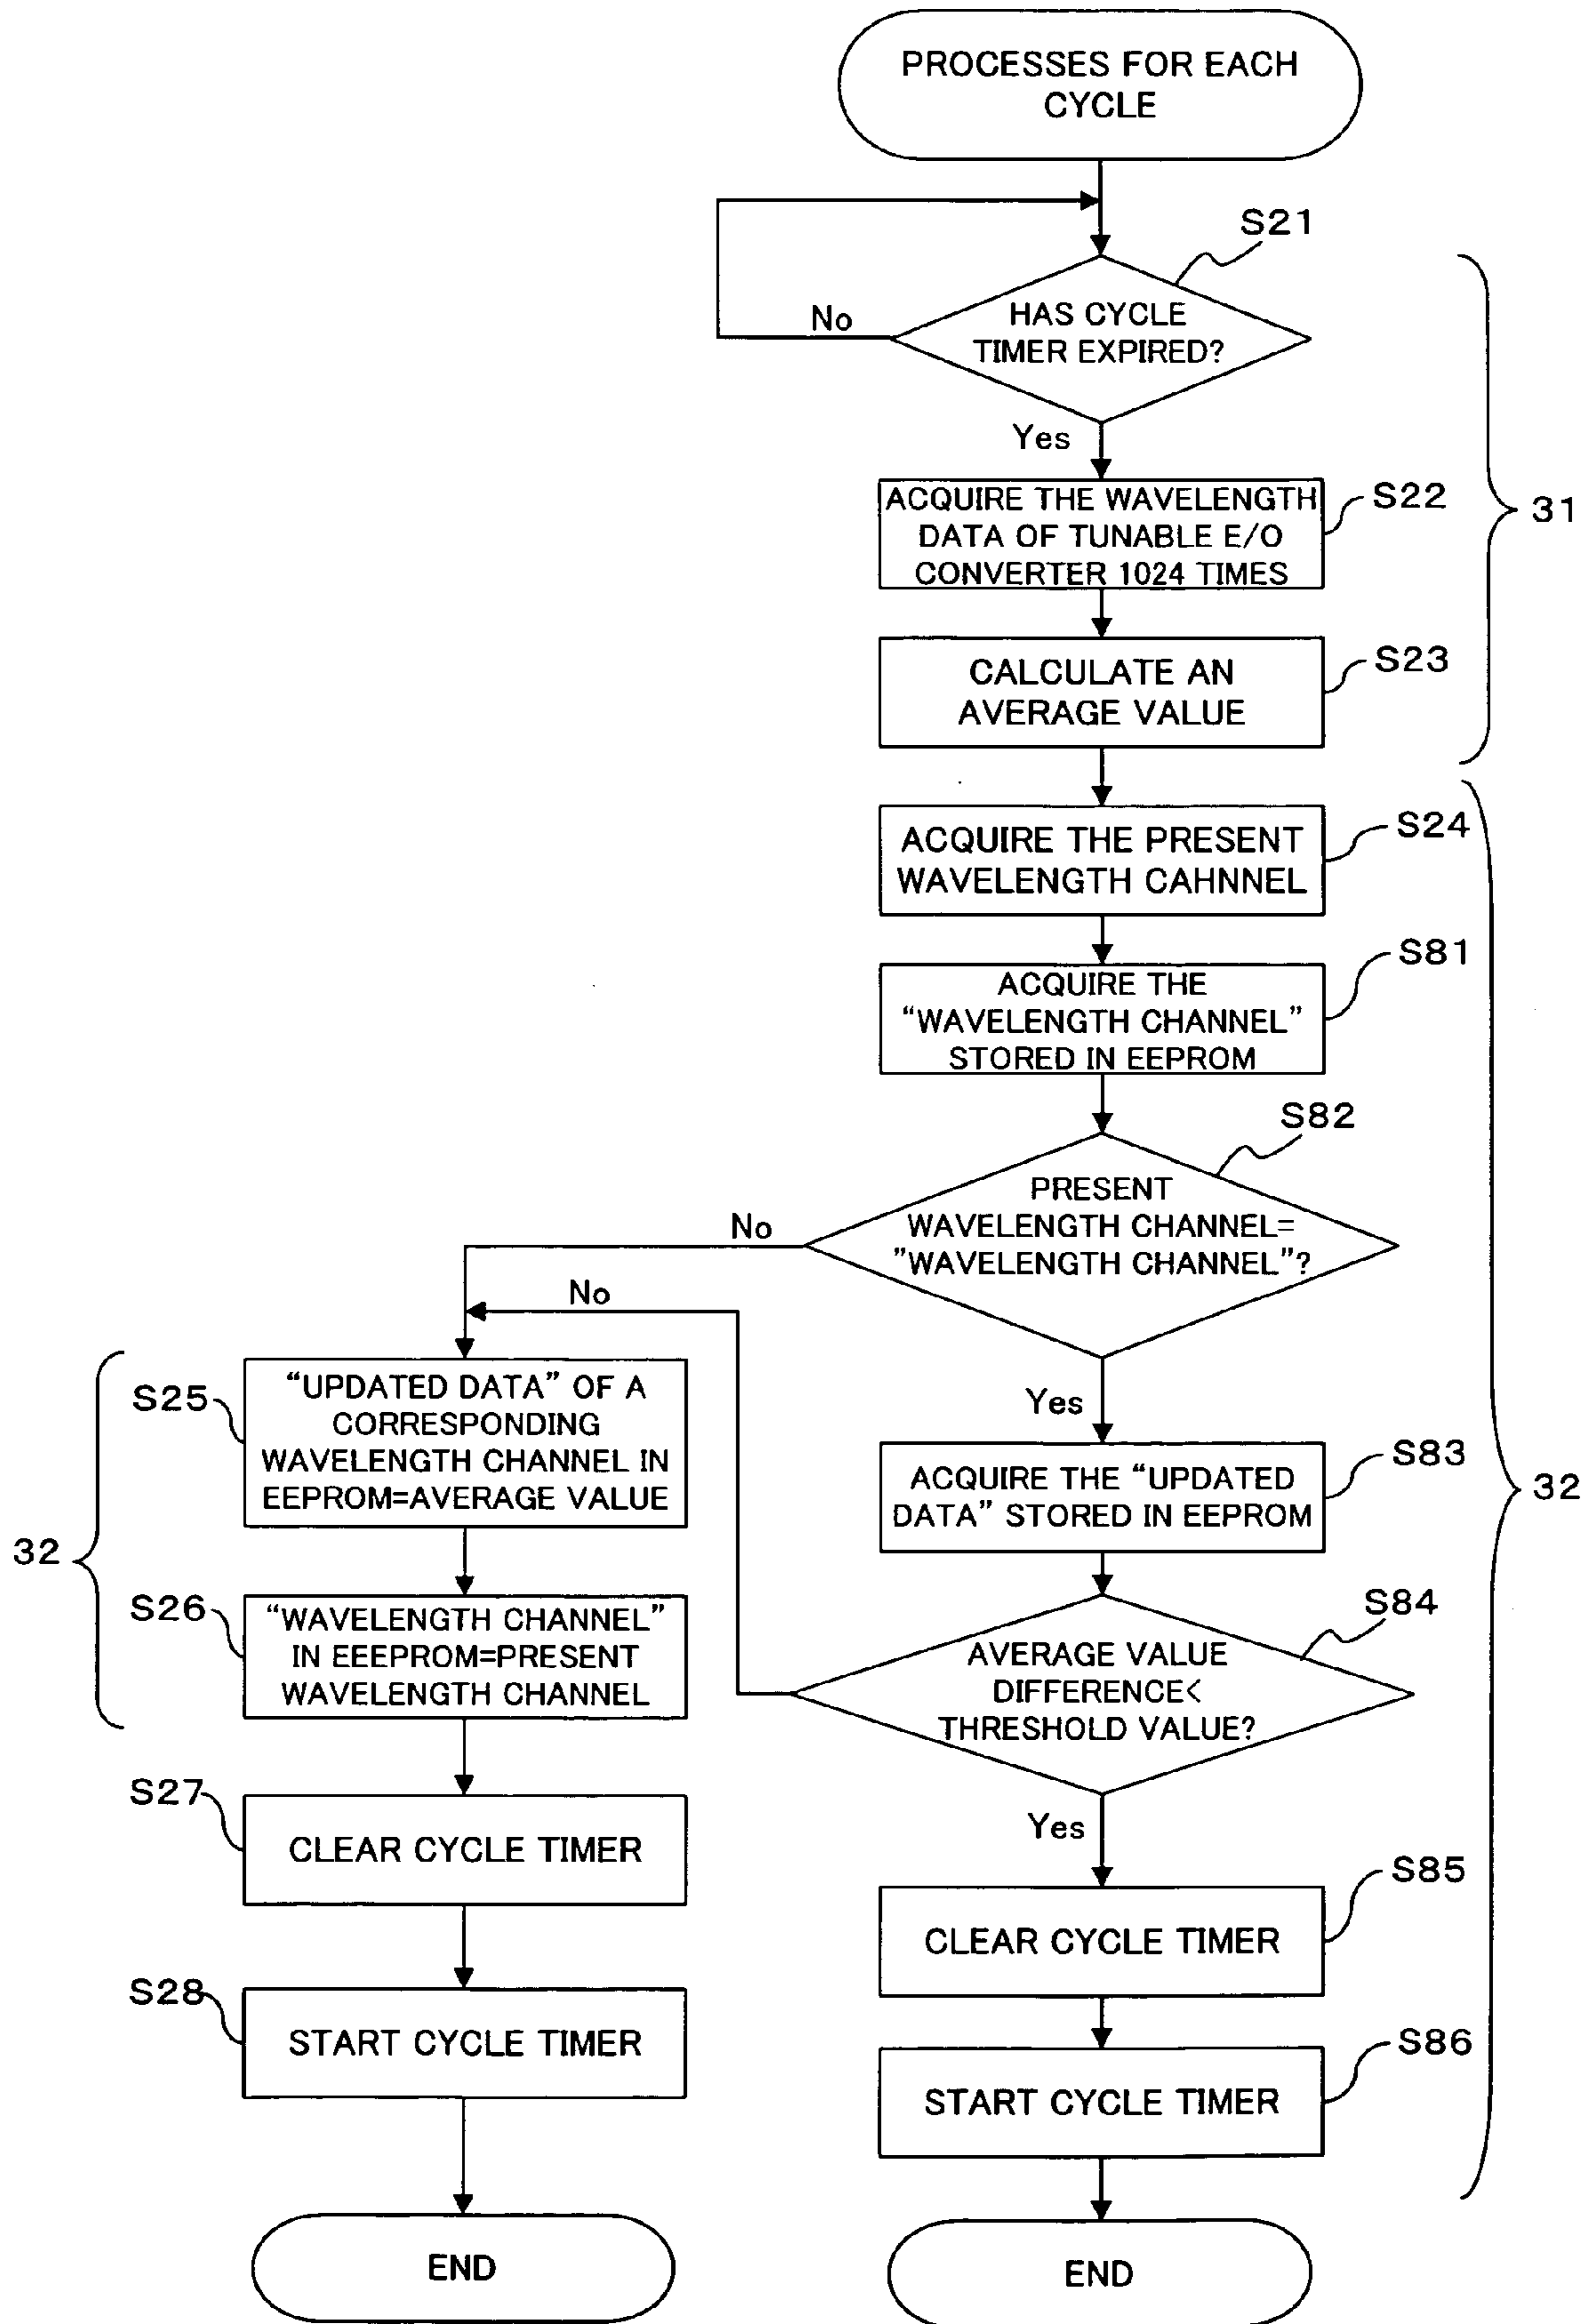 PROCESSES FOR EACH
CYCLE
S21
HAS CYCLE
TIMER EXPIRED?
No
Yes
ACQUIRE THE WAVELENGTH
DATA OF TUNABLE E/O
CONVERTER 1024 TIMES
S22
31
CALCULATE AN
AVERAGE VALUE
S23
ACQUIRE THE PRESENT
WAVELENGTH CAHNNEL
S24
ACQUIRE THE
“WAVELENGTH CHANNEL”
STORED IN EEPROM
S81
S82
PRESENT
WAVELENGTH CHANNEL=
”WAVELENGTH CHANNEL”?
No
No
Yes
S25
“UPDATED DATA” OF A
CORRESPONDING
WAVELENGTH CHANNEL IN
EEPROM=AVERAGE VALUE
ACQUIRE THE “UPDATED
DATA” STORED IN EEPROM
S83
32
32
S26
“WAVELENGTH CHANNEL”
IN EEEPROM=PRESENT
WAVELENGTH CHANNEL
S84
AVERAGE VALUE
DIFFERENCE<
THRESHOLD VALUE?
Yes
S27
CLEAR CYCLE TIMER
S85
CLEAR CYCLE TIMER
S28
START CYCLE TIMER
S86
START CYCLE TIMER
END
END